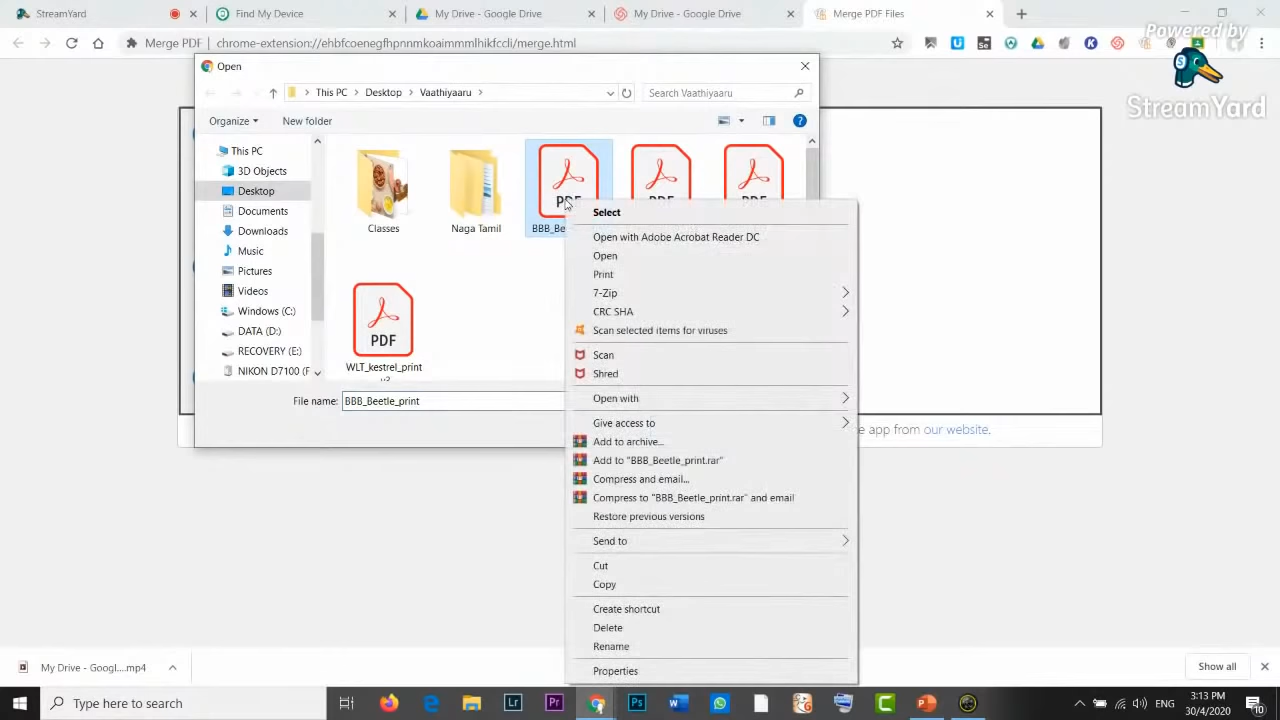 StreamYard
Find My Device
My Drive - Google Drive
My Drive - Google Drive
Merge PDF Files
Merge PDF | chrome-extension://ehbfcoenegfhpnnmkoaimmmlhikfccli/merge.html
Powered by
StreamYard
Open
This PC > Desktop > Vaathiyaaru >
Search Vaathiyaaru
Organize
New folder
This PC
3D Objects
Desktop
Documents
Downloads
Music
Pictures
Videos
Windows (C:)
DATA (D:)
RECOVERY (E:)
NIKON D7100 (F
Classes
Naga Tamil
PDF
BBB_Be
PDF
PDF
PDF
WLT_kestrel_print
File name:
BBB_Beetle_print
Select
Open with Adobe Acrobat Reader DC
Open
Print
7-Zip
CRC SHA
Scan selected items for viruses
Scan
Shred
Open with
Give access to
Add to archive...
Add to "BBB_Beetle_print.rar"
Compress and email...
Compress to "BBB_Beetle_print.rar" and email
Restore previous versions
Send to
Cut
Copy
Create shortcut
Delete
Rename
Properties
e app from our website.
My Drive - Googl....mp4
Show all
Type here to search
ENG
3:13 PM
30/4/2020